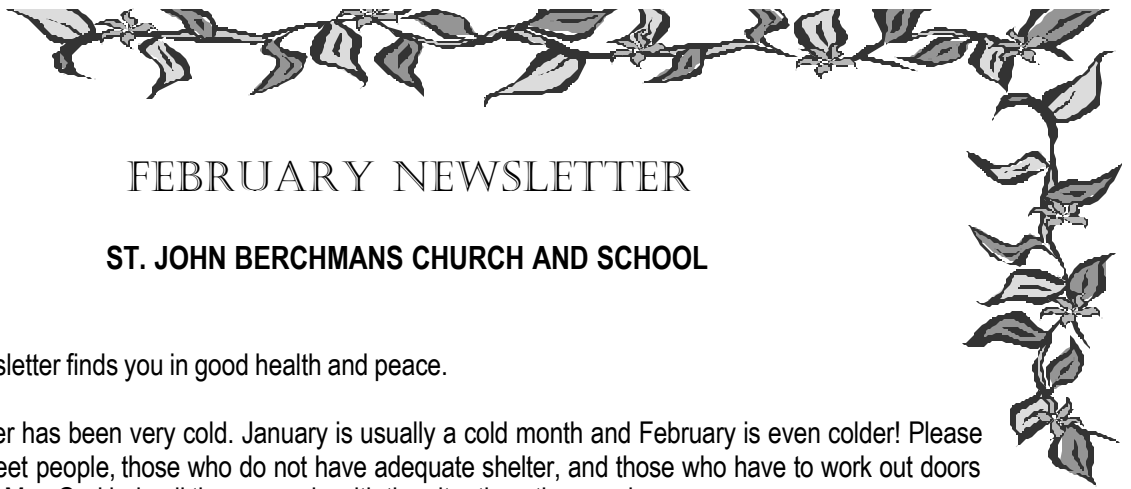 FEBRUARY NEWSLETTER
ST. JOHN BERCHMANS CHURCH AND SCHOOL
sletter finds you in good health and peace.
er has been very cold. January is usually a cold month and February is even colder! Please
eet people, those who do not have adequate shelter, and those who have to work out doors